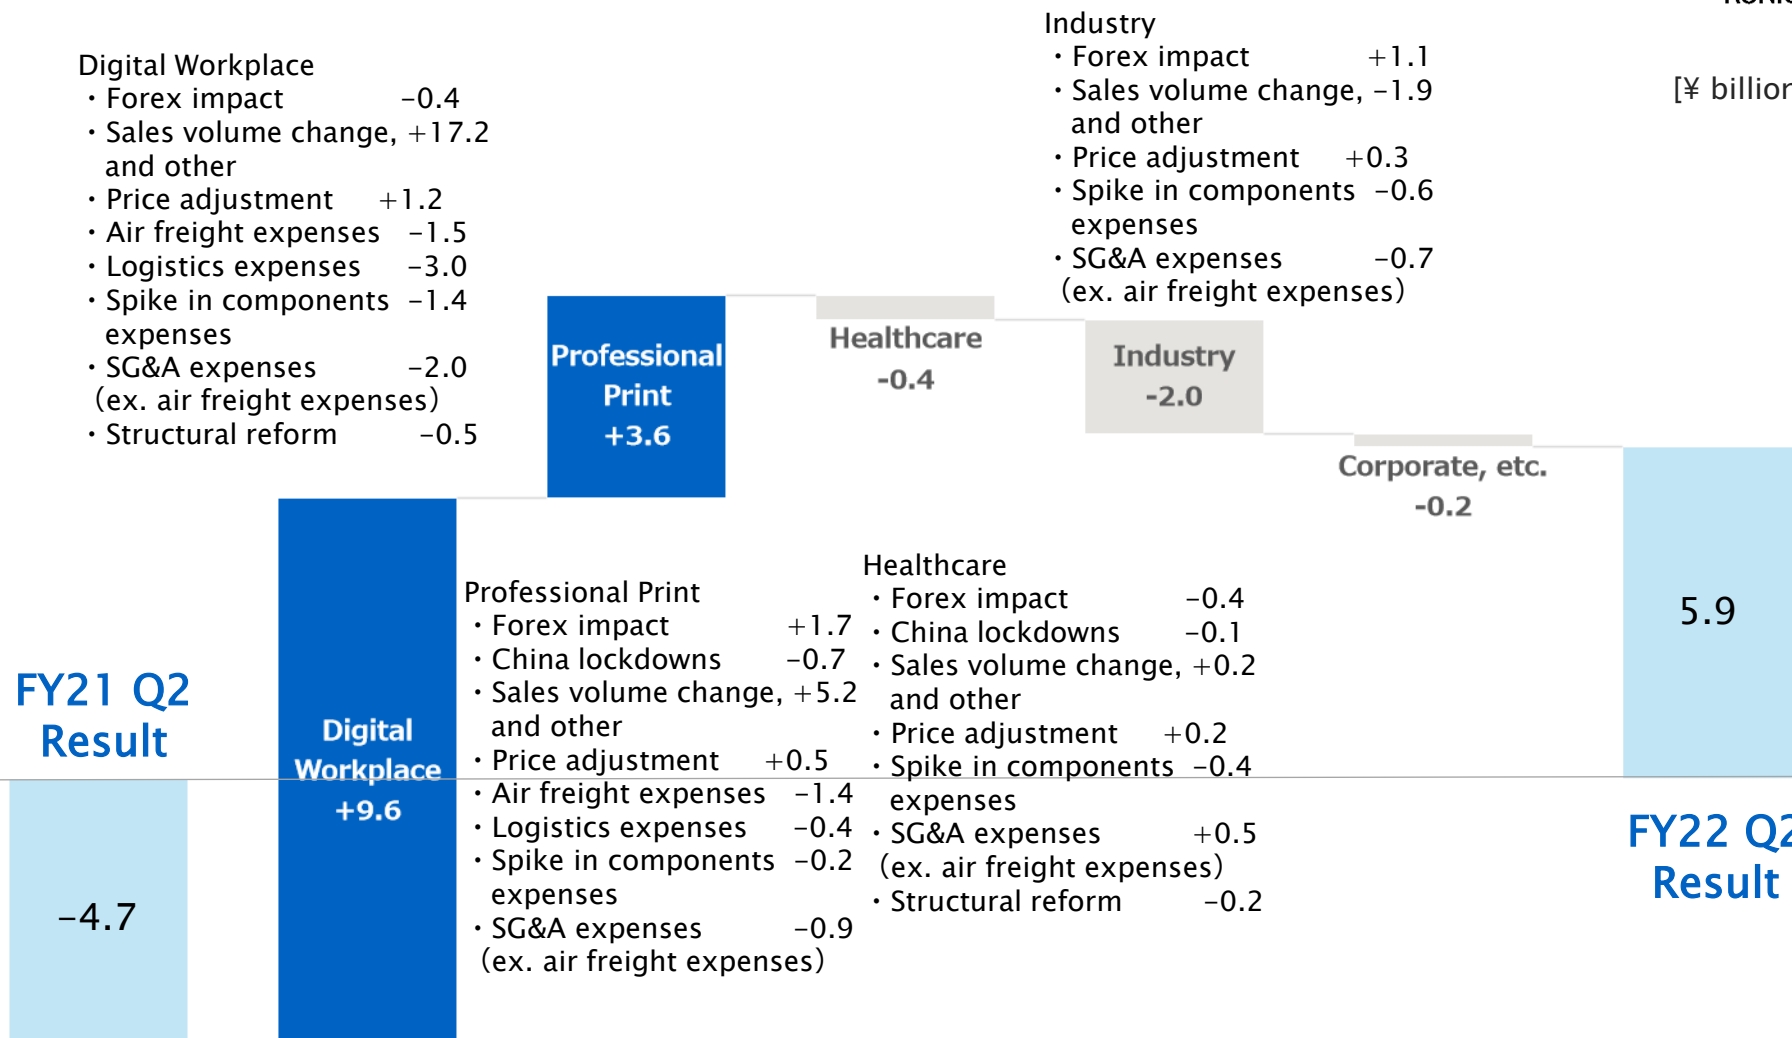 Digital Workplace
・Forex impact −0.4
・Sales volume change, +17.2
and other
・Price adjustment +1.2
・Air freight expenses −1.5
・Logistics expenses −3.0
・Spike in components −1.4
expenses
・SG&A expenses −2.0
（ex. air freight expenses）
・Structural reform −0.5
Industry
・Forex impact +1.1
・Sales volume change, −1.9
and other
・Price adjustment +0.3
・Spike in components −0.6
expenses
・SG&A expenses −0.7
（ex. air freight expenses）
[¥ billion
Professional
Print
+3.6
Healthcare
-0.4
Industry
-2.0
Corporate, etc.
-0.2
FY21 Q2
Result
−4.7
Digital
Workplace
+9.6
Professional Print
・Forex impact +1.7
・China lockdowns −0.7
・Sales volume change, +5.2
and other
・Price adjustment +0.5
・Air freight expenses −1.4
・Logistics expenses −0.4
・Spike in components −0.2
expenses
・SG&A expenses −0.9
（ex. air freight expenses）
Healthcare
・Forex impact −0.4
・China lockdowns −0.1
・Sales volume change, +0.2
and other
・Price adjustment +0.2
・Spike in components −0.4
expenses
・SG&A expenses +0.5
（ex. air freight expenses）
・Structural reform −0.2
5.9
FY22 Q2
Result